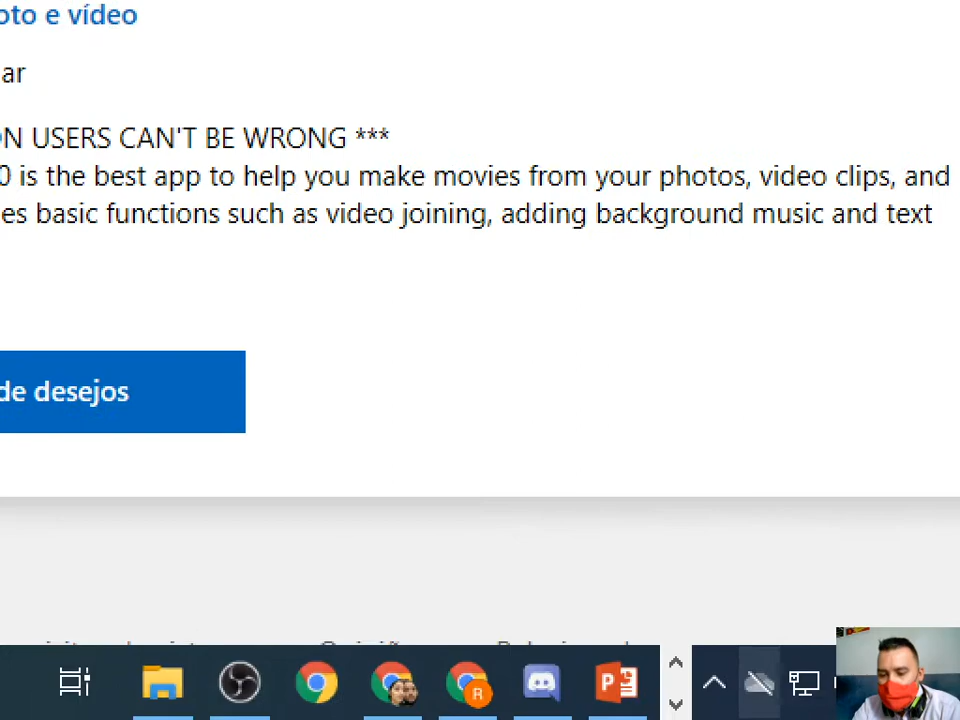 oto e vídeo
ar
ON USERS CAN'T BE WRONG ***
0 is the best app to help you make movies from your photos, video clips, and
es basic functions such as video joining, adding background music and text
de desejos
R